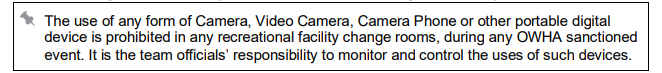 The use of any form of Camera, Video Camera, Camera Phone or other portable digital
device is prohibited in any recreational facility change rooms, during any OWHA sanctioned
event. It is the team officials' responsibility to monitor and control the uses of such devices.